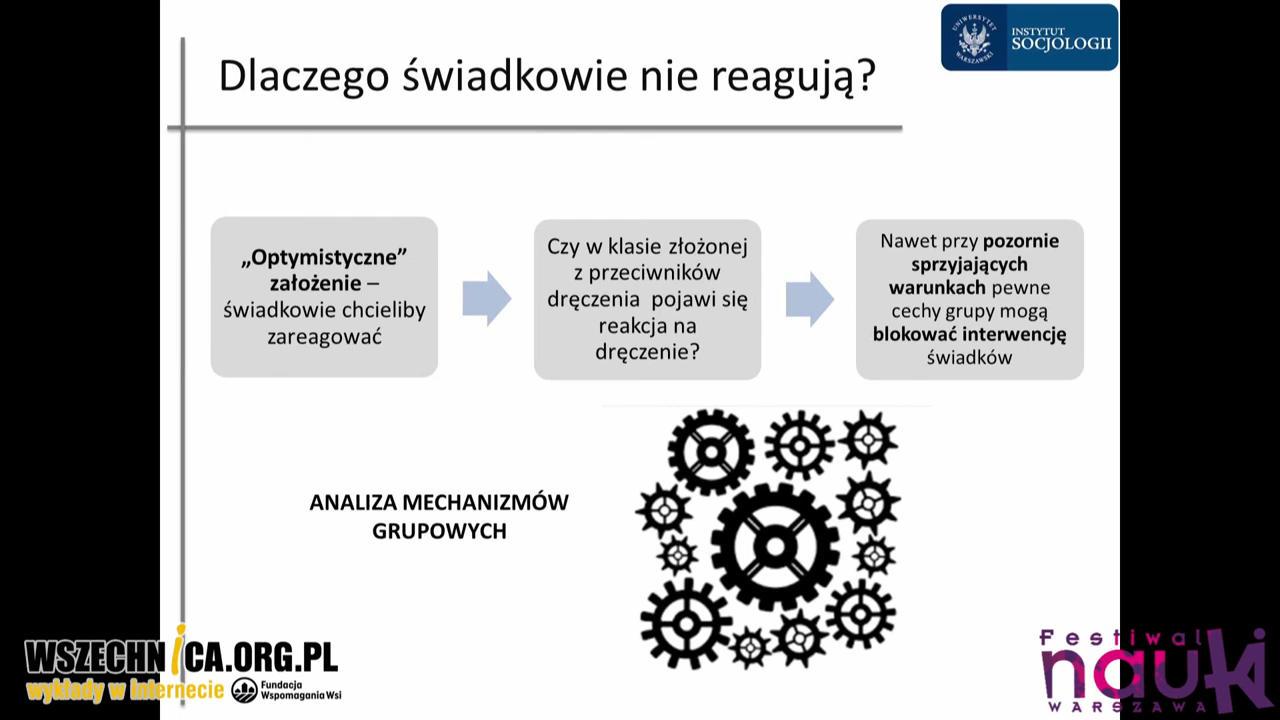 UNIWERSYTET
WARSZAWSKI
INSTYTUT
SOCJOLOGII
Dlaczego świadkowie nie reagują?
„Optymistyczne”
założenie –
świadkowie chcieliby
zareagować
Czy w klasie złożonej
z przeciwników
dręczenia pojawi się
reakcja na
dręczenie?
Nawet przy pozornie
sprzyjających
warunkach pewne
cechy grupy mogą
blokować interwencję
świadków
ANALIZA MECHANIZMÓW
GRUPOWYCH
WSZECHNICA.ORG.PL
wykłady w Internecie
Fundacja
Wspomagania Wsi
Festiwal
nauki
WARSZAWA